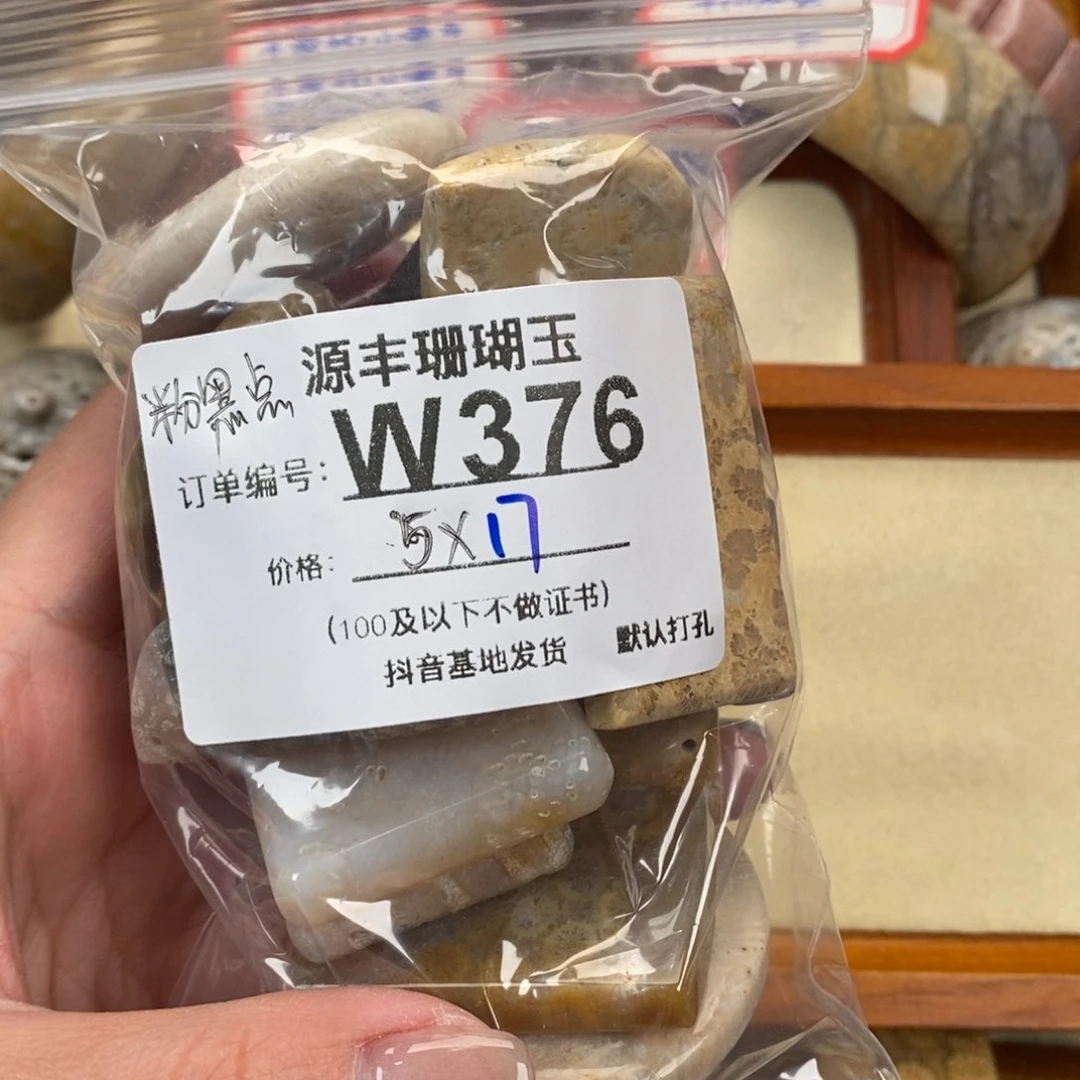 源丰珊瑚玉
粉黑点
订单编号: W376
价格: 5X17
(100及以下不做证书)
抖音基地发货 默认打孔